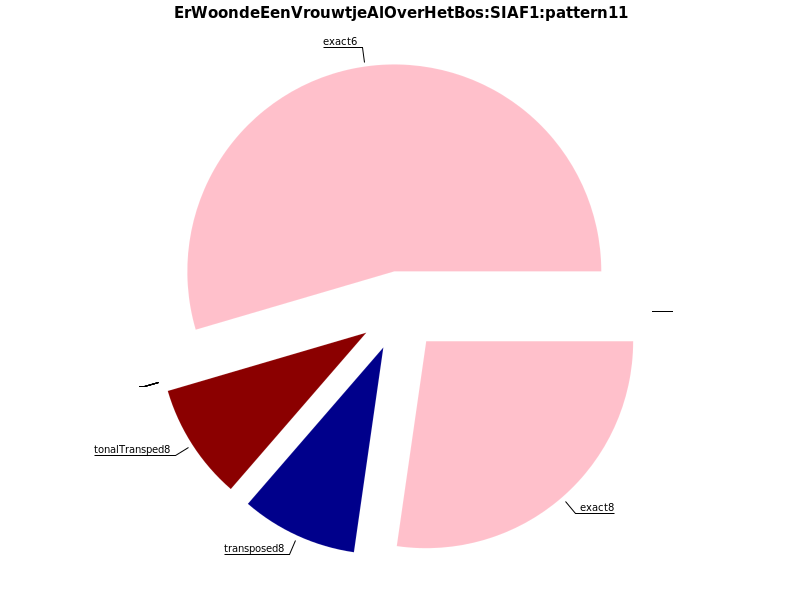 ErWoondeEenVrouwtjeAlOverHetBos:SIAF1:pattern11
exact6
tonalTransped8
exact8
transposed8